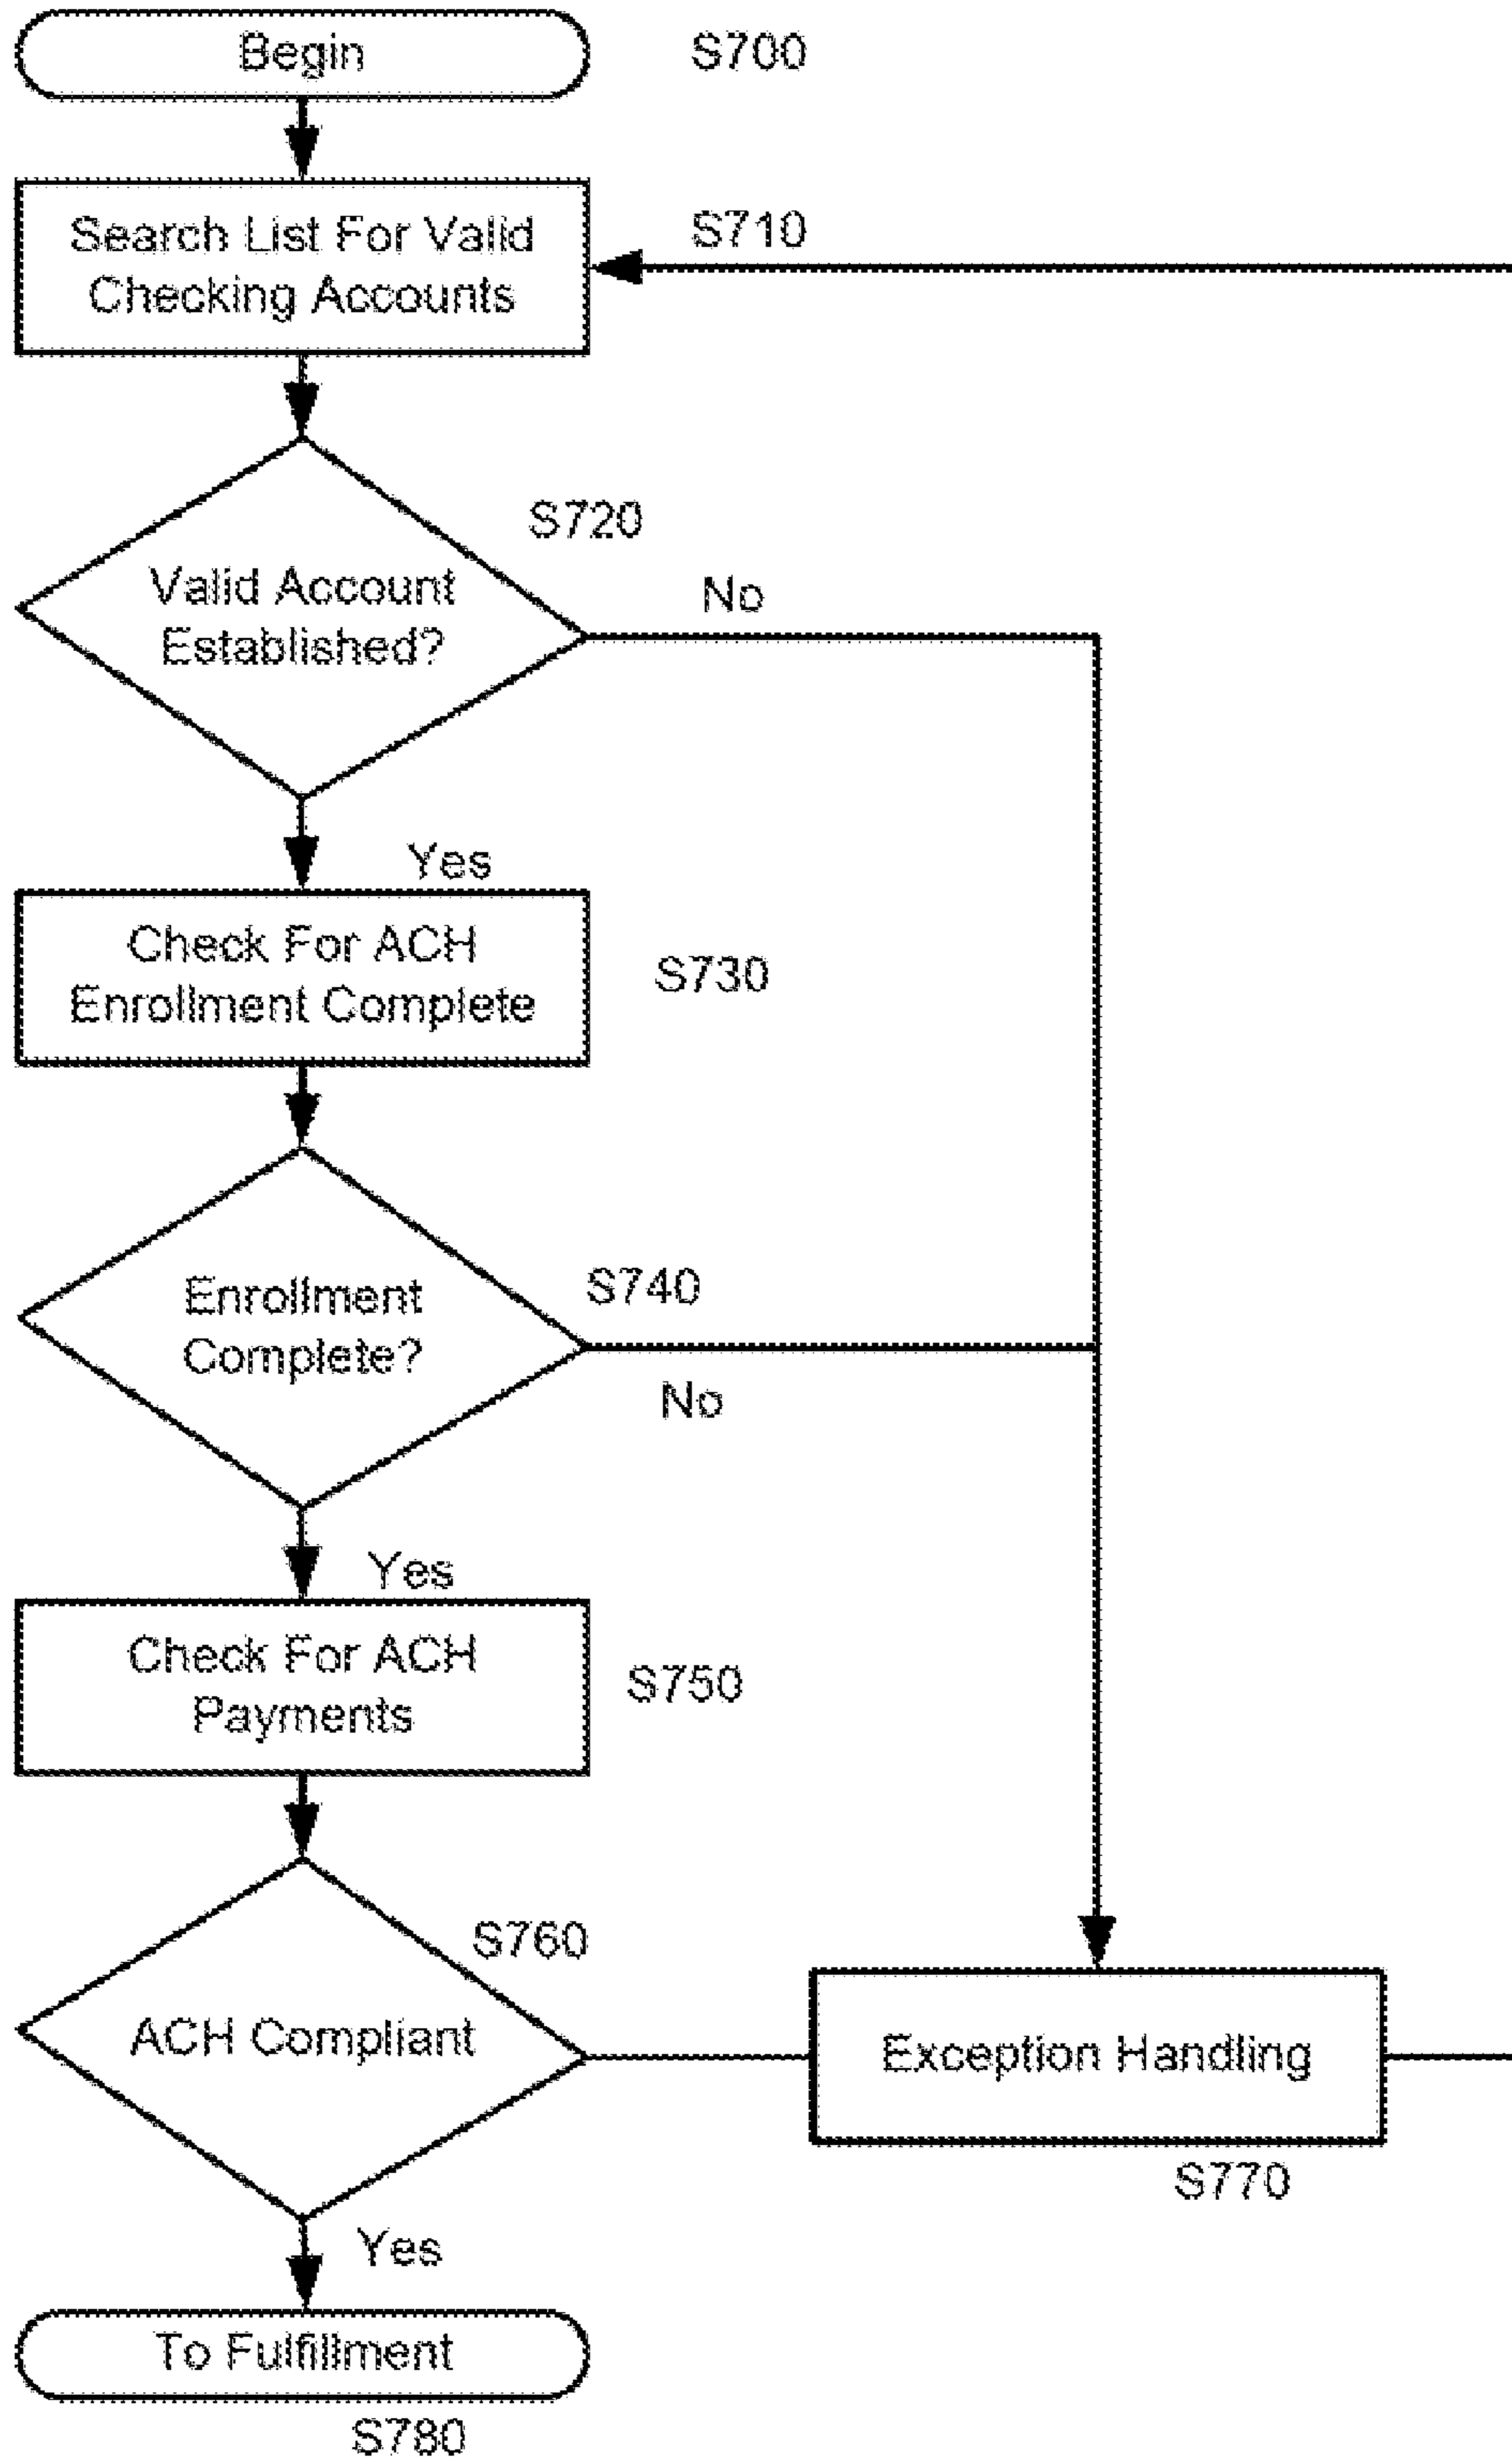 Begin
S700
Search List For Valid
Checking Accounts
S710
S720
Valid Account
Established?
No
Yes
Check For ACH
Enrollment Complete
S730
Enrollment
Complete?
S740
No
Yes
Check For ACH
Payments
S750
S760
ACH Compliant
Exception Handling
S770
Yes
To Fulfillment
S780